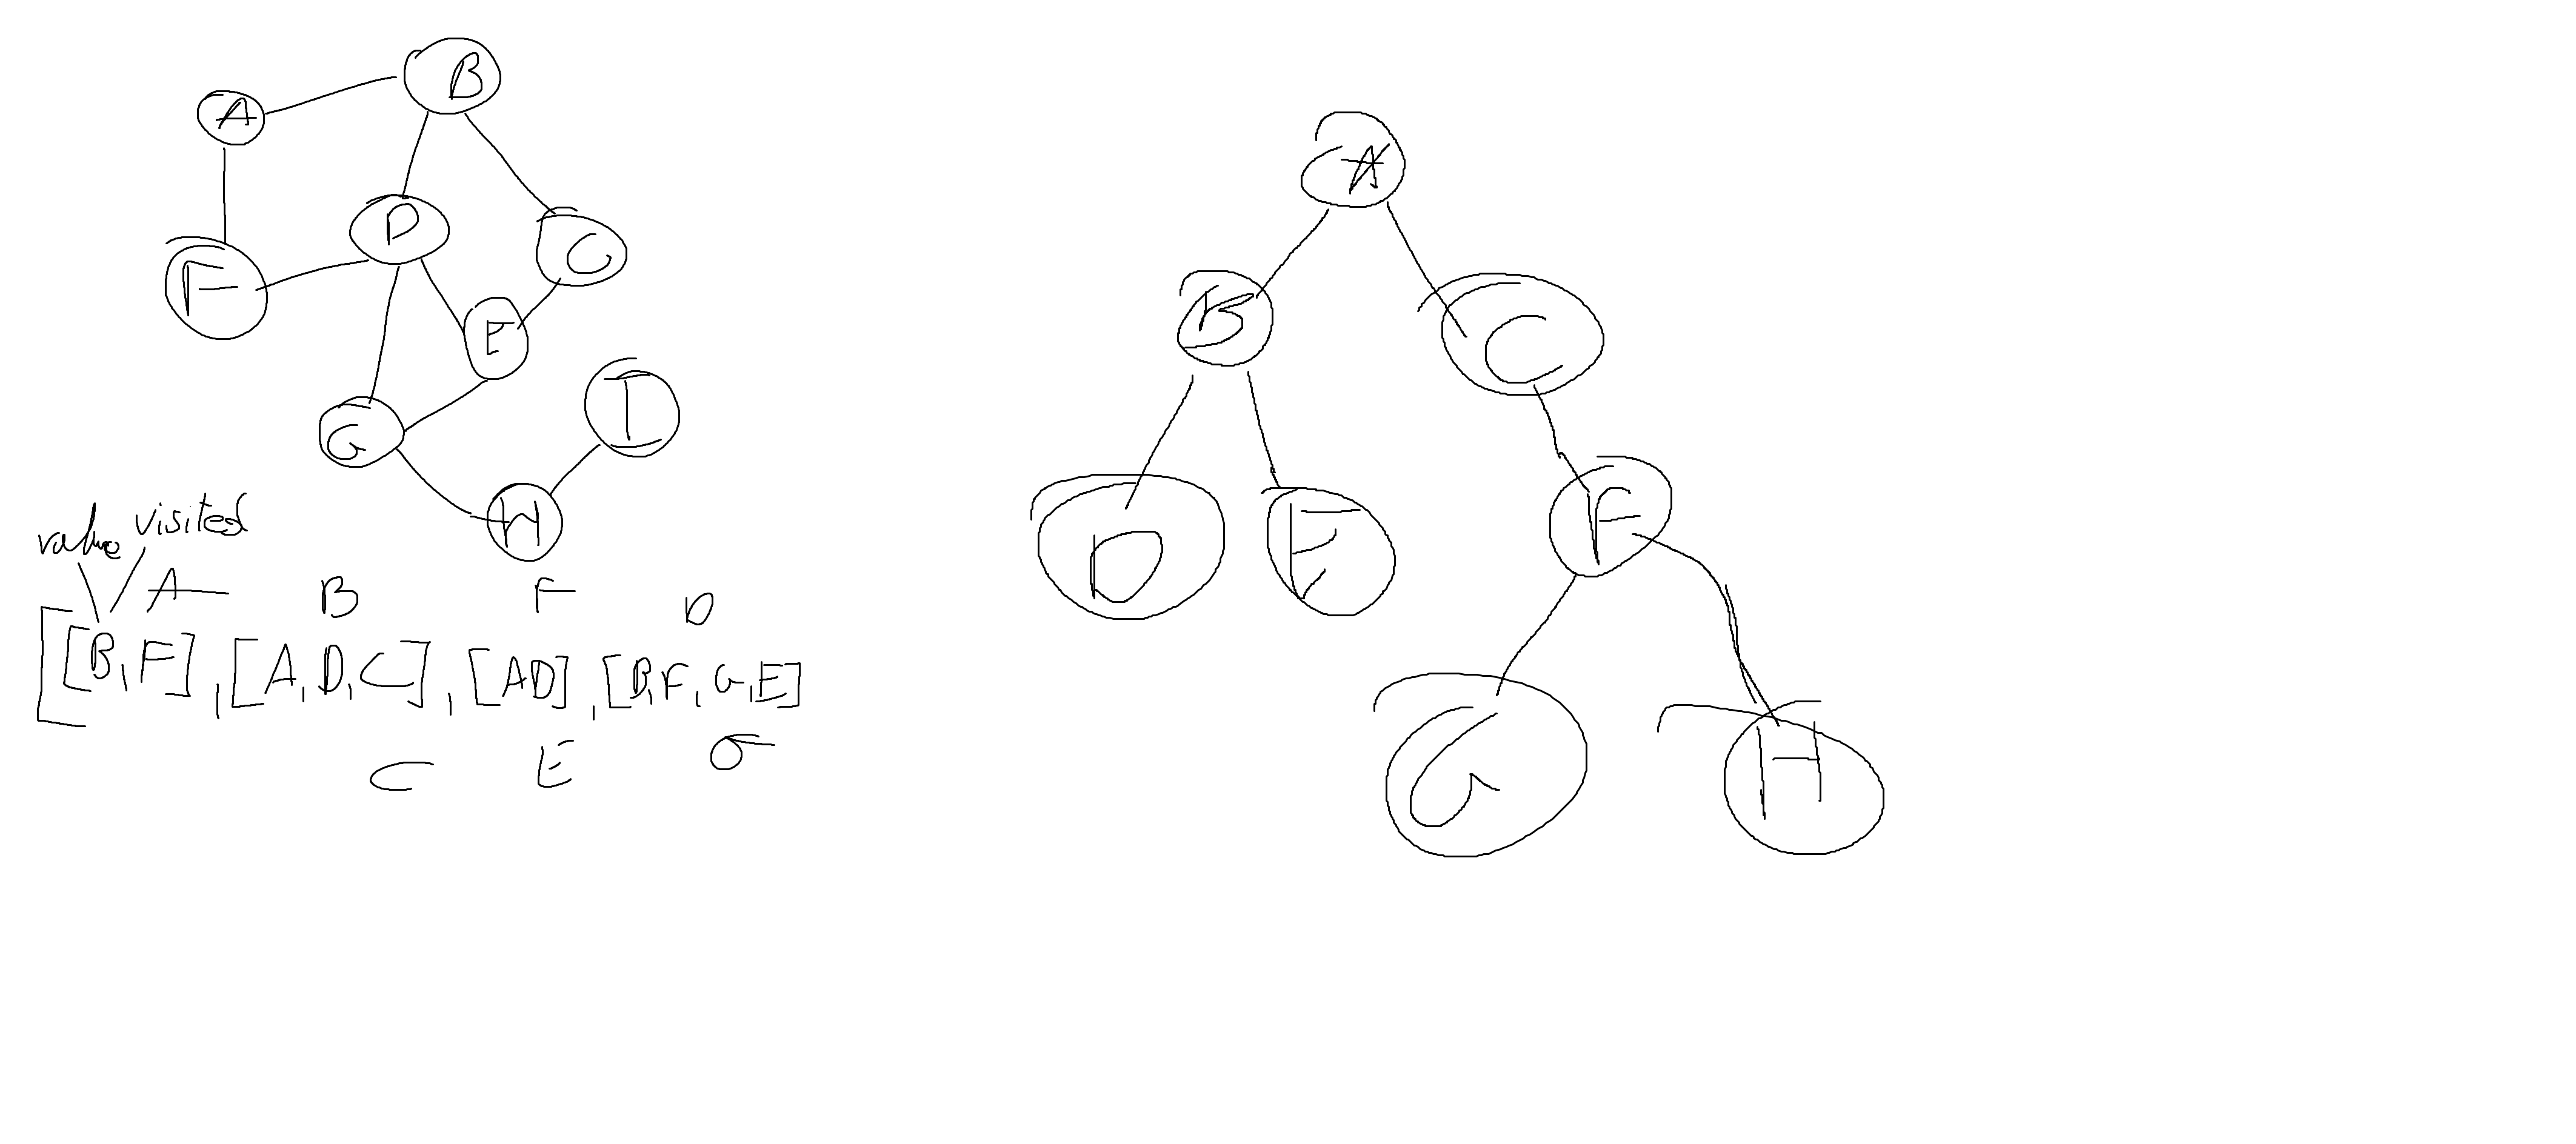 B
A
D
C
F
E
I
G
H
value visited
A B F D
[[B,F],[A,D,C],[AD],[B,F,G,E]
C E G
A
B C
D E F
G H